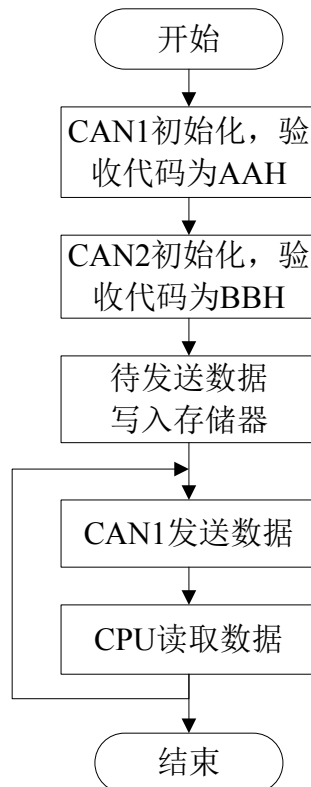 开始
CAN1初始化，验
收代码为AAH
CAN2初始化，验
收代码为BBH
待发送数据
写入存储器
CAN1发送数据
CPU读取数据
结束